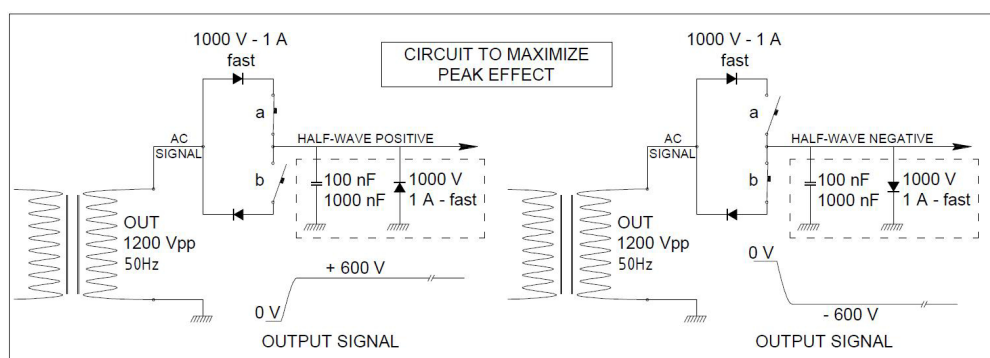 1000 V - 1 A
fast
CIRCUIT TO MAXIMIZE
PEAK EFFECT
1000 V - 1 A
fast
a
a
AC
SIGNAL
HALF-WAVE POSITIVE
AC
SIGNAL
HALF-WAVE NEGATIVE
b
100 nF
1000 nF
1000 V
1 A - fast
b
100 nF
1000 nF
1000 V
1 A - fast
OUT
1200 Vpp
50Hz
OUT
1200 Vpp
50Hz
+ 600 V
0 V
OUTPUT SIGNAL
0 V
- 600 V
OUTPUT SIGNAL